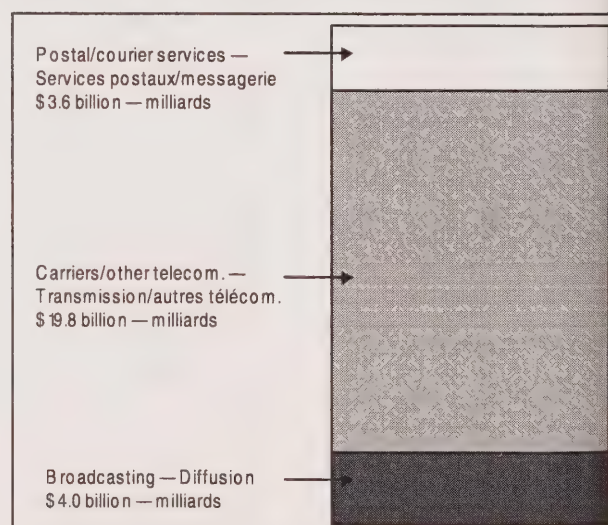 Postal/courier services —
Services postaux/messagerie
$3.6 billion — milliards
Carriers/other telecom. —
Transmission/autres télécom.
$19.8 billion — milliards
Broadcasting — Diffusion
$4.0 billion — milliards